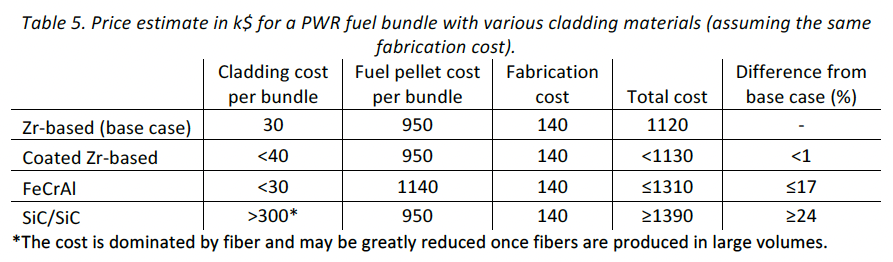 Table 5. Price estimate in k$ for a PWR fuel bundle with various cladding materials (assuming the same
fabrication cost).
Cladding cost per bundle Fuel pellet cost per bundle Fabrication cost Total cost Difference from base case (%)
Zr-based (base case) 30 950 140 1120 -
Coated Zr-based <40 950 140 <1130 <1
FeCrAl <30 1140 140 ≤1310 ≤17
SiC/SiC >300* 950 140 ≥1390 ≥24
*The cost is dominated by fiber and may be greatly reduced once fibers are produced in large volumes.